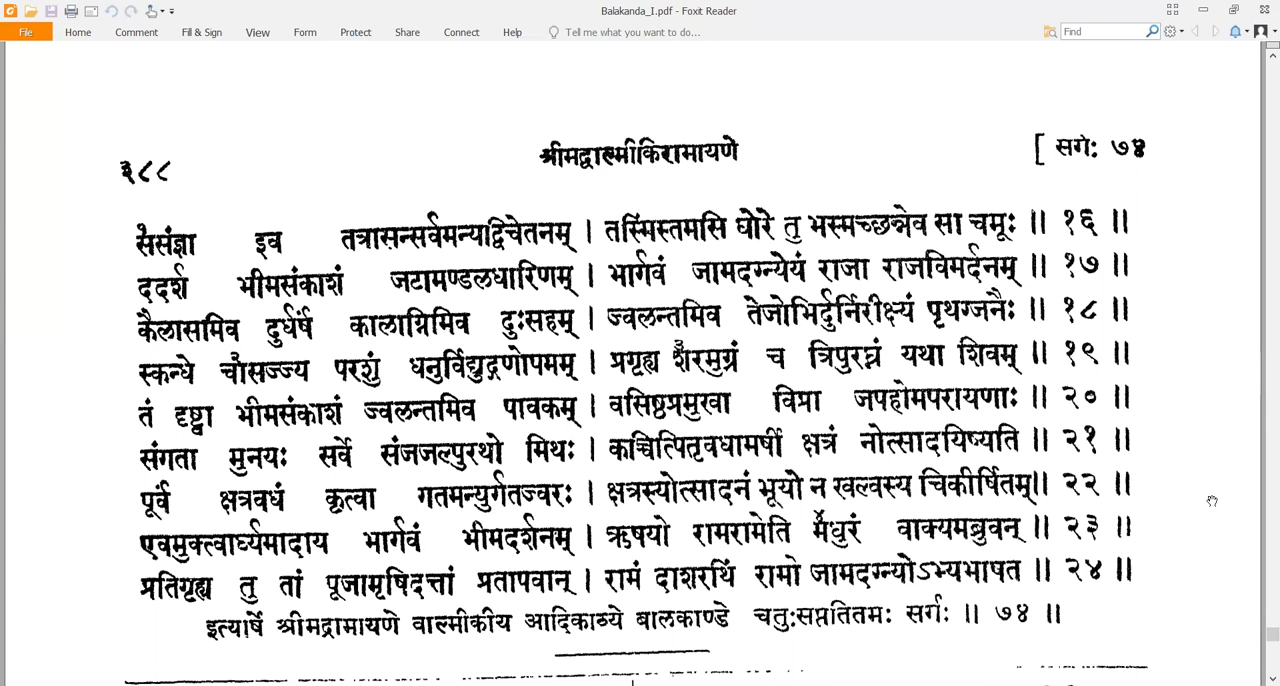 Balakanda_I.pdf - Foxit Reader
File Home Comment Fill & Sign View Form Protect Share Connect Help Tell me what you want to do... Find
३८८ श्रीमद्वाल्मीकिरामायणे [ सर्गः ७४
ससंज्ञा इव तत्रासन्सर्वमन्यद्विचेतनम् । तस्मिंस्तमसि घोरे तु भस्मच्छन्नेव सा चमूः ॥ १६ ॥
ददर्श भीमसंकाशं जटामण्डलधारिणम् । भार्गवं जामदग्न्येयं राजा राजविमर्दनम् ॥ १७ ॥
कैलासमिव दुर्धर्षं कालाग्निमिव दुःसहम् । ज्वलन्तमिव तेजोभिर्दुर्निरीक्ष्यं पृथग्जनैः ॥ १८ ॥
स्कन्धे चासज्ज्य परशुं धनुर्विद्युद्गणोपमम् । प्रगृह्य शरमुग्रं च त्रिपुरघ्नं यथा शिवम् ॥ १९ ॥
तं दृष्ट्वा भीमसंकाशं ज्वलन्तमिव पावकम् । वसिष्ठप्रमुखा विप्रा जपहोमपरायणाः ॥ २० ॥
संगता मुनयः सर्वे संजजल्पुरथो मिथः । कच्चित्पितृवधामर्षी क्षत्रं नोत्सादयिष्यति ॥ २१ ॥
पूर्वं क्षत्रवधं कृत्वा गतमन्युर्गतज्वरः । क्षत्रस्योत्सादनं भूयो न खल्वस्य चिकीर्षितम् ॥ २२ ॥
एवमुक्त्वार्घ्यमादाय भार्गवं भीमदर्शनम् । ऋषयो रामरामेति मधुरं वाक्यमब्रुवन् ॥ २३ ॥
प्रतिगृह्य तु तां पूजामृषिदत्तां प्रतापवान् । रामं दाशरथिं रामो जामदग्न्योऽभ्यभाषत ॥ २४ ॥
इत्यार्षे श्रीमद्रामायणे वाल्मीकीय आदिकाव्ये बालकाण्डे चतुःसप्ततितमः सर्गः ॥ ७४ ॥